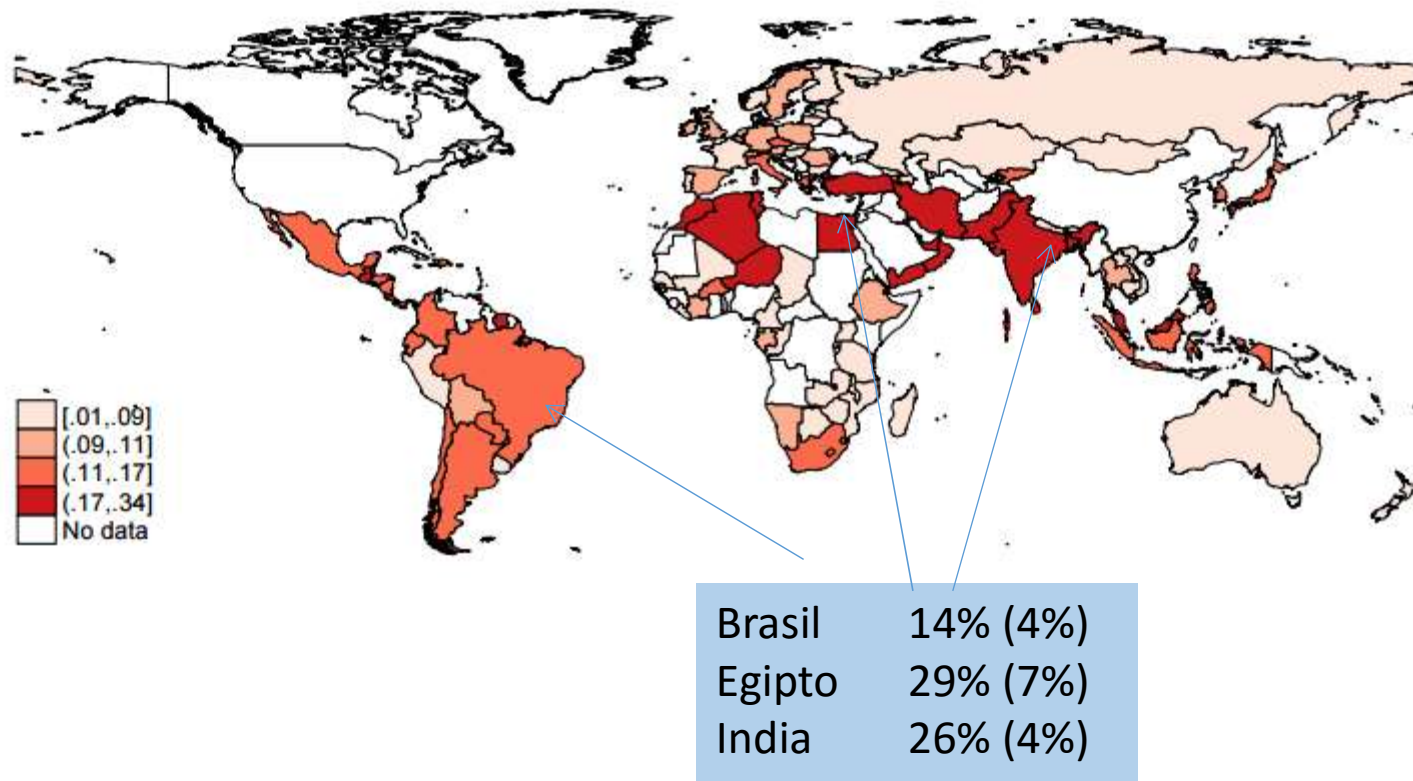 [.01,.09]
(.09,.11]
(.11,.17]
(.17,.34]
No data
Brasil 14% (4%)
Egipto 29% (7%)
India 26% (4%)